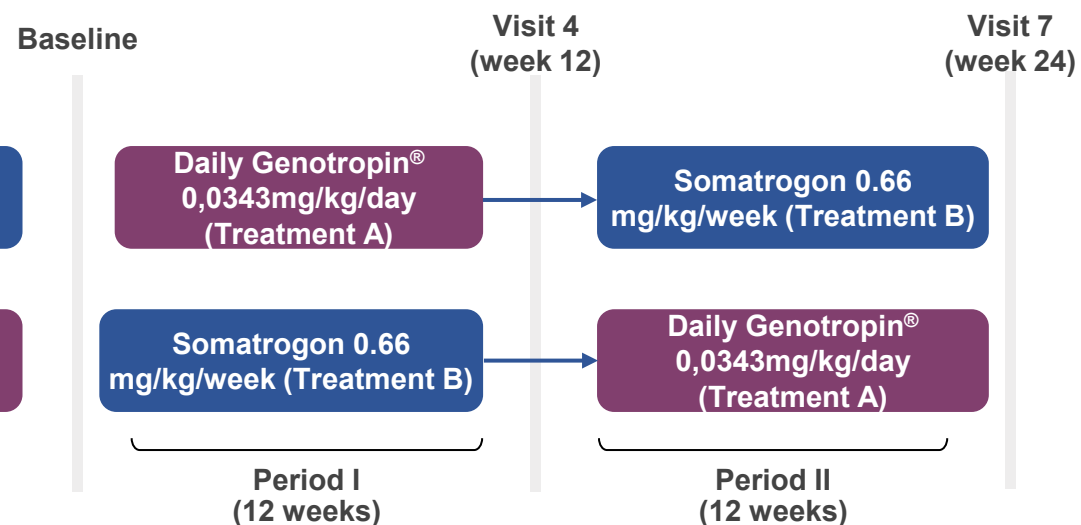 Baseline
Visit 4
(week 12)
Visit 7
(week 24)
Daily Genotropin®
0,0343mg/kg/day
(Treatment A)
Somatrogon 0.66
mg/kg/week (Treatment B)
Somatrogon 0.66
mg/kg/week (Treatment B)
Daily Genotropin®
0,0343mg/kg/day
(Treatment A)
Period I
(12 weeks)
Period II
(12 weeks)